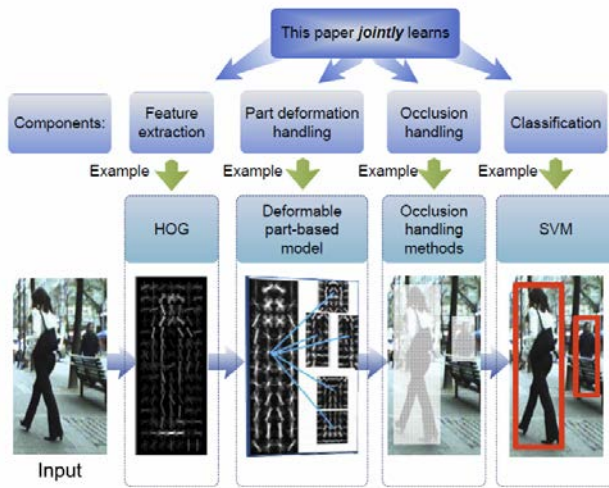 This paper jointly learns
Components:
Feature
extraction
Part deformation
handling
Occlusion
handling
Classification
Example
Example
Example
Example
HOG
Deformable
part-based
model
Occlusion
handling
methods
SVM
Input